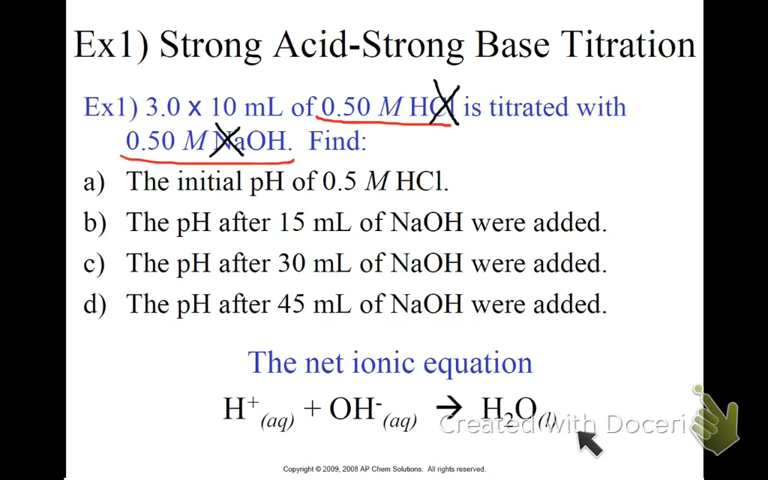 Ex1) Strong Acid-Strong Base Titration
Ex1) 3.0 x 10 mL of 0.50 M HCl is titrated with
0.50 M NaOH. Find:
a) The initial pH of 0.5 M HCl.
b) The pH after 15 mL of NaOH were added.
c) The pH after 30 mL of NaOH were added.
d) The pH after 45 mL of NaOH were added.
The net ionic equation
H⁺(aq) + OH⁻(aq) → H₂O(l)
Created with Doceri
Copyright © 2009, 2008 AP Chem Solutions. All rights reserved.